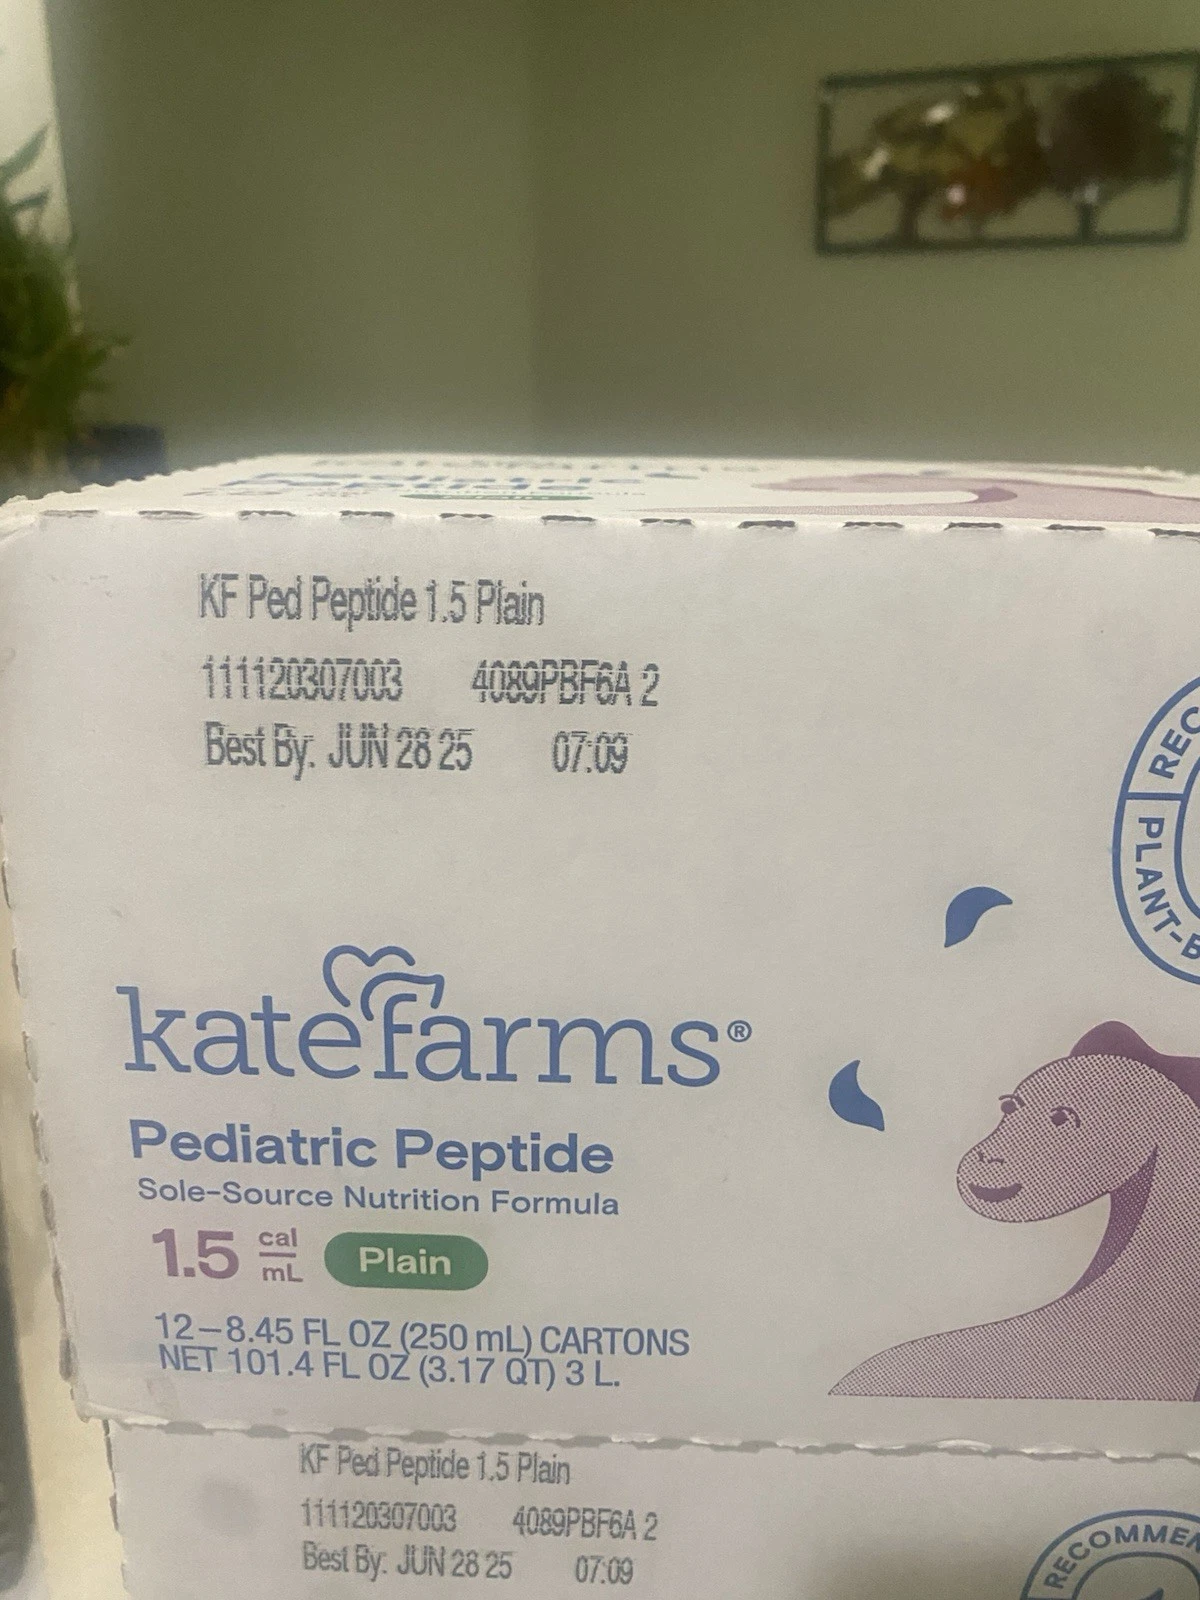 KF Ped Peptide 1.5 Plain
111120307003 4089PBF6A 2
Best By: JUN 28 25 07:09
REC
PLANT-B
katefarms®
Pediatric Peptide
Sole-Source Nutrition Formula
1.5 cal mL Plain
12–8.45 FL OZ (250 mL) CARTONS
NET 101.4 FL OZ (3.17 QT) 3 L.
KF Ped Peptide 1.5 Plain
111120307003 4089PBF6A 2
Best By: JUN 28 25 07:09
RECOMMEN